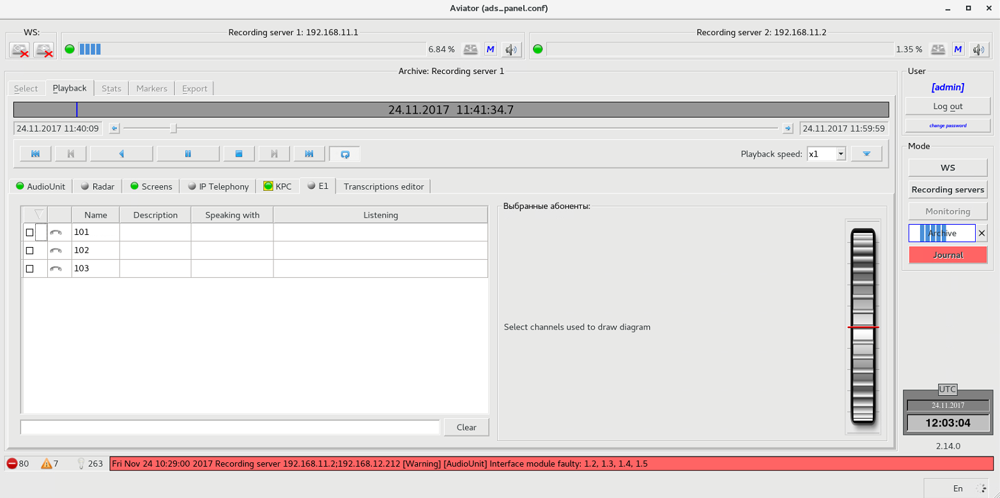 Aviator (ads_panel.conf)
WS:
Recording server 1: 192.168.11.1
Recording server 2: 192.168.11.2
6.84 %
M
1.35 %
M
Archive: Recording server 1
User
Select
Playback
Stats
Markers
Export
[admin]
24.11.2017 11:41:34.7
Log out
24.11.2017 11:40:09
24.11.2017 11:59:59
change password
Mode
Playback speed:
x1
WS
AudioUnit
Radar
Screens
IP Telephony
KPC
E1
Transcriptions editor
Recording servers
Выбранные абоненты:
Monitoring
Name
Description
Speaking with
Listening
101
Archive
102
Journal
103
Select channels used to draw diagram
UTC
24.11.2017
12:03:04
Clear
2.14.0
80
7
263
Fri Nov 24 10:29:00 2017 Recording server 192.168.11.2;192.168.12.212 [Warning] [AudioUnit] Interface module faulty: 1.2, 1.3, 1.4, 1.5
En